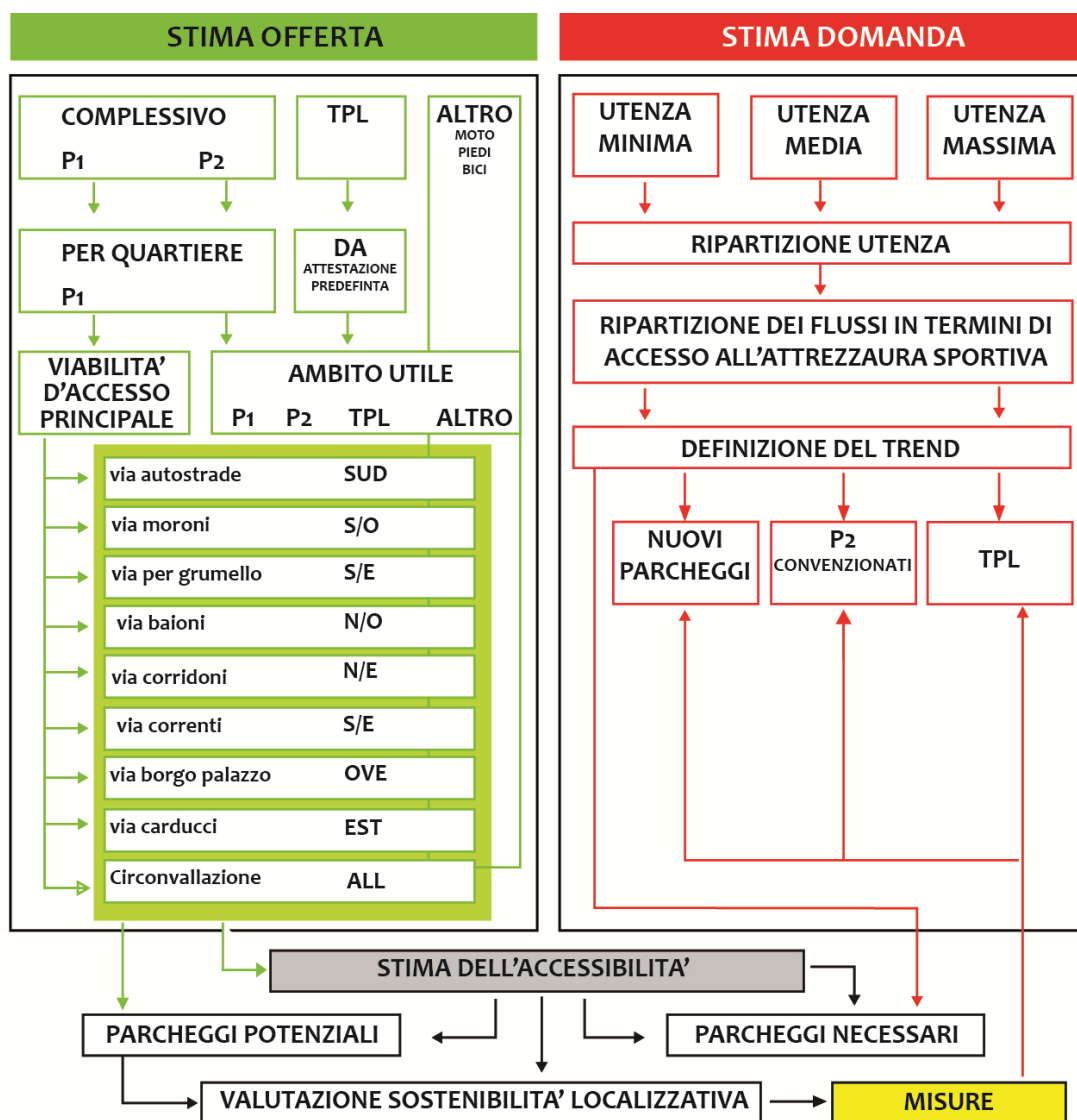 STIMA OFFERTA
COMPLESSIVO
P1 P2
TPL
ALTRO
MOTO
PIEDI
BICI
PER QUARTIERE
P1
DA
ATTESTAZIONE
PREDEFINTA
VIABILITA'
D'ACCESSO
PRINCIPALE
AMBITO UTILE
P1 P2 TPL ALTRO
via autostrade SUD
via moroni S/O
via per grumello S/E
via baioni N/O
via corridoni N/E
via correnti S/E
via borgo palazzo OVE
via carducci EST
Circonvallazione ALL
STIMA DOMANDA
UTENZA
MINIMA
UTENZA
MEDIA
UTENZA
MASSIMA
RIPARTIZIONE UTENZA
RIPARTIZIONE DEI FLUSSI IN TERMINI DI
ACCESSO ALL'ATTREZZAURA SPORTIVA
DEFINIZIONE DEL TREND
NUOVI
PARCHEGGI
P2
CONVENZIONATI
TPL
STIMA DELL'ACCESSIBILITA'
PARCHEGGI POTENZIALI
PARCHEGGI NECESSARI
VALUTAZIONE SOSTENIBILITA' LOCALIZZATIVA
MISURE